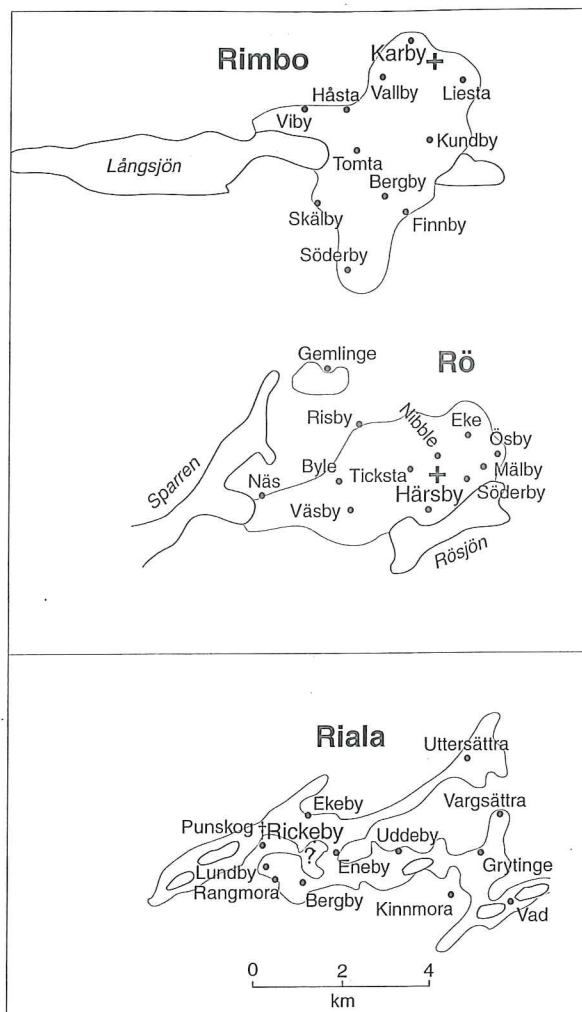 Rimbo
Karby
Vallby
Liesta
Håsta
Viby
Kundby
Långsjön
Tomta
Bergby
Skälby
Finnby
Söderby
Gemlinge
Rö
Risby
Nibble
Eke
Ösby
Sparren
Byle
Ticksta
Mälby
Näs
Härsby
Söderby
Väsby
Rösjön
Riala
Uttersättra
Ekeby
Vargsättra
Punskog
Rickeby
Uddeby
?
Lundby
Eneby
Grytinge
Rangmora
Bergby
Kinnmora
Vad
0 2 4
km